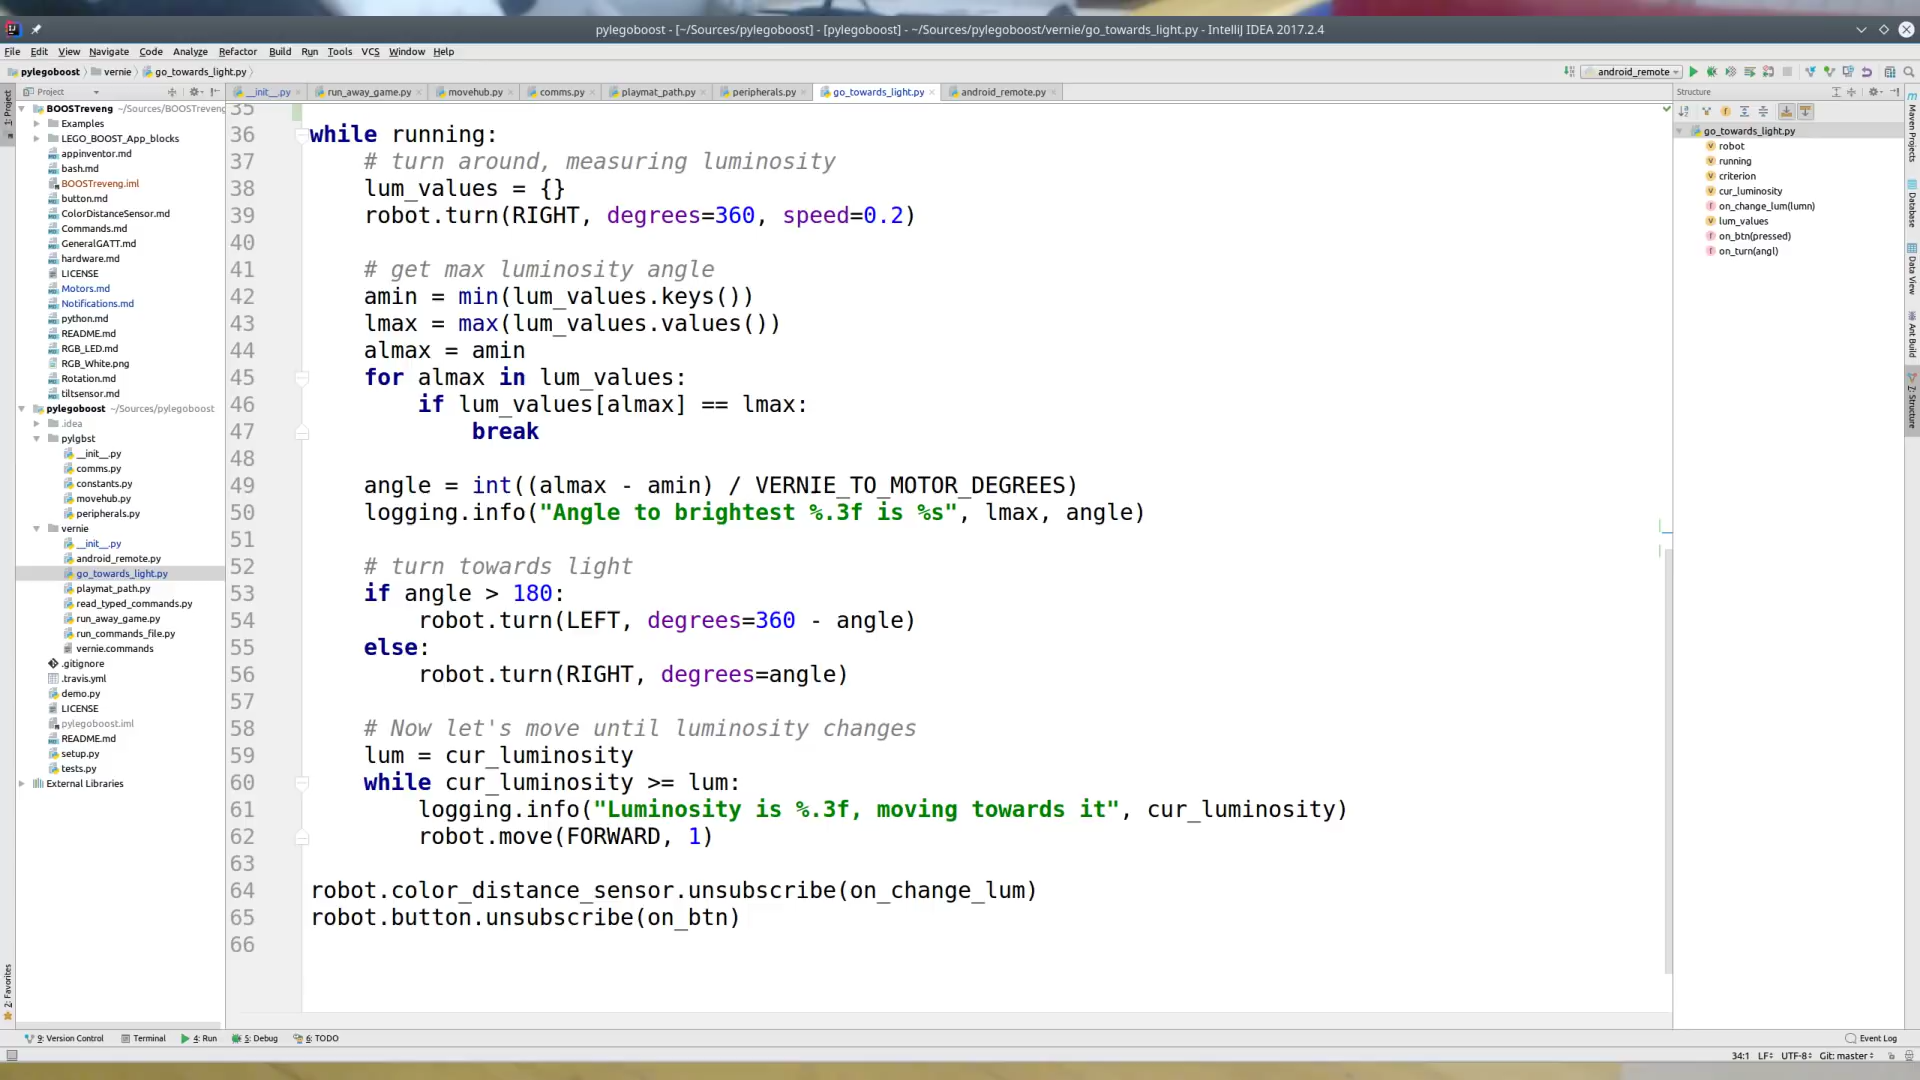 pylegoboost - [~/Sources/pylegoboost] - [pylegoboost] - ~/Sources/pylegoboost/vernie/go_towards_light.py - IntelliJ IDEA 2017.2.4
File Edit View Navigate Code Analyze Refactor Build Run Tools VCS Window Help
pylegoboost vernie go_towards_light.py android_remote
Project
__init__.py run_away_game.py movehub.py comms.py playmat_path.py peripherals.py go_towards_light.py android_remote.py
Structure
1: Project
BOOSTreveng ~/Sources/BOOSTreveng
Examples
LEGO_BOOST_App_blocks
appinventor.md
bash.md
BOOSTreveng.iml
button.md
ColorDistanceSensor.md
Commands.md
GeneralGATT.md
hardware.md
LICENSE
Motors.md
Notifications.md
python.md
README.md
RGB_LED.md
RGB_White.png
Rotation.md
tiltsensor.md
pylegoboost ~/Sources/pylegoboost
.idea
pylgbst
__init__.py
comms.py
constants.py
movehub.py
peripherals.py
vernie
__init__.py
android_remote.py
go_towards_light.py
playmat_path.py
read_typed_commands.py
run_away_game.py
run_commands_file.py
vernie.commands
.gitignore
.travis.yml
demo.py
LICENSE
pylegoboost.iml
README.md
setup.py
tests.py
External Libraries
2: Favorites
35
36 while running:
37 # turn around, measuring luminosity
38 lum_values = {}
39 robot.turn(RIGHT, degrees=360, speed=0.2)
40
41 # get max luminosity angle
42 amin = min(lum_values.keys())
43 lmax = max(lum_values.values())
44 almax = amin
45 for almax in lum_values:
46 if lum_values[almax] == lmax:
47 break
48
49 angle = int((almax - amin) / VERNIE_TO_MOTOR_DEGREES)
50 logging.info("Angle to brightest %.3f is %s", lmax, angle)
51
52 # turn towards light
53 if angle > 180:
54 robot.turn(LEFT, degrees=360 - angle)
55 else:
56 robot.turn(RIGHT, degrees=angle)
57
58 # Now let's move until luminosity changes
59 lum = cur_luminosity
60 while cur_luminosity >= lum:
61 logging.info("Luminosity is %.3f, moving towards it", cur_luminosity)
62 robot.move(FORWARD, 1)
63
64 robot.color_distance_sensor.unsubscribe(on_change_lum)
65 robot.button.unsubscribe(on_btn)
66
go_towards_light.py
robot
running
criterion
cur_luminosity
on_change_lum(lumn)
lum_values
on_btn(pressed)
on_turn(angl)
Maven Projects
Database
Data View
Ant Build
7: Structure
9: Version Control Terminal 4: Run 5: Debug 6: TODO Event Log
34:1 LF UTF-8 Git: master